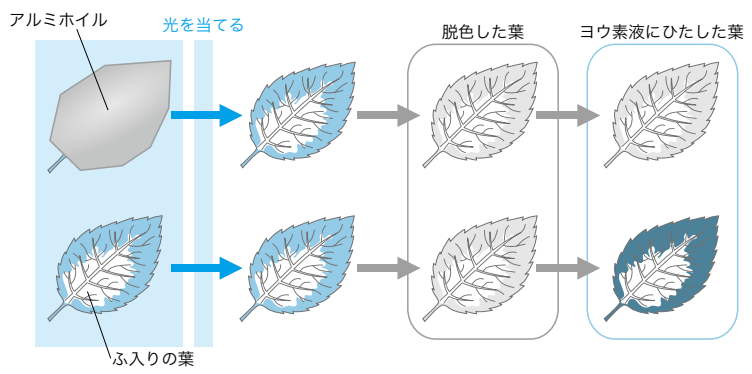 アルミホイル
光を当てる
脱色した葉
ヨウ素液にひたした葉
ふ入りの葉